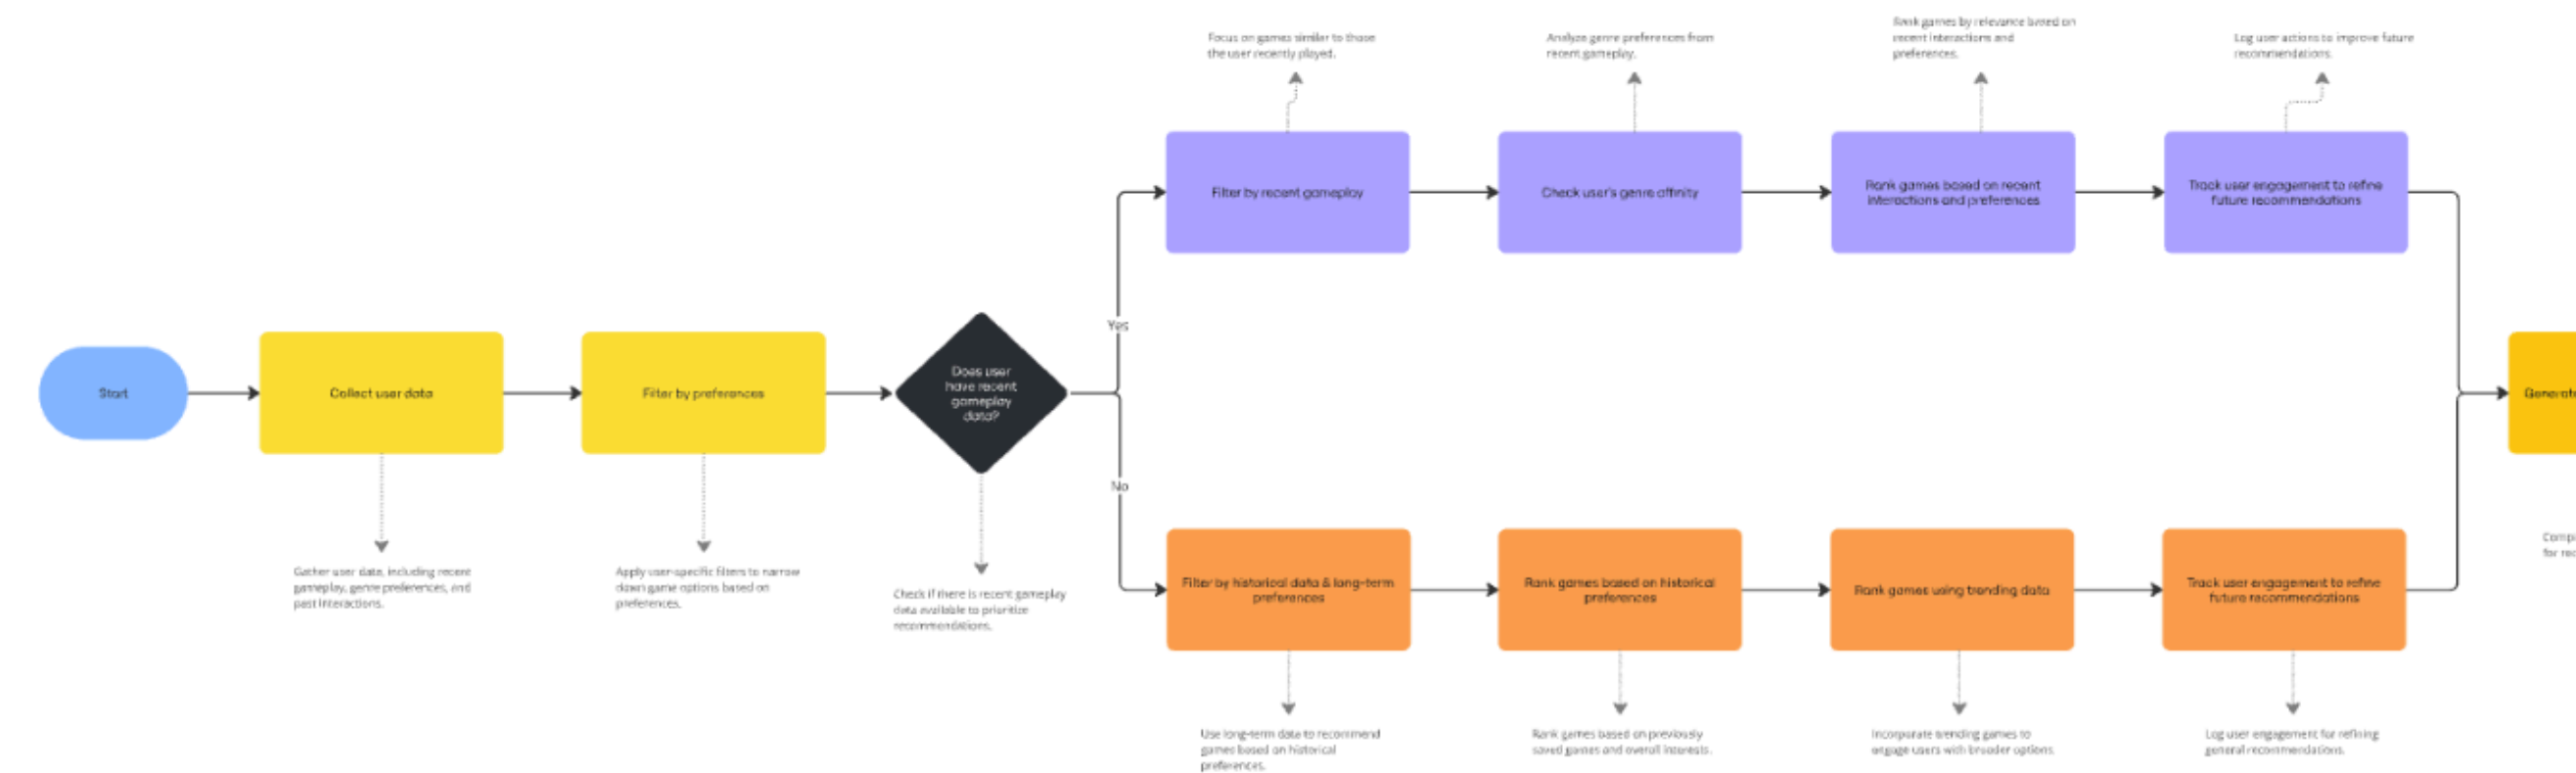 Start
Collect user data
Gather user data, including recent
gameplay, genre preferences, and
past interactions.
Filter by preferences
Apply user-specific filters to narrow
down game options based on
preferences.
Does user
have recent
gameplay
data?
Check if there is recent gameplay
data available to prioritize
recommendations.
Yes
Focus on games similar to those
the user recently played.
Filter by recent gameplay
Analyze genre preferences from
recent gameplay.
Check user's genre affinity
Rank games by relevance based on
recent interactions and
preferences.
Rank games based on recent
interactions and preferences
Log user actions to improve future
recommendations.
Track user engagement to refine
future recommendations
No
Filter by historical data & long-term
preferences
Use long-term data to recommend
games based on historical
preferences.
Rank games based on historical
preferences
Rank games based on previously
saved games and overall interests.
Rank games using trending data
Incorporate trending games to
engage users with broader options.
Track user engagement to refine
future recommendations
Log user engagement for refining
general recommendations.